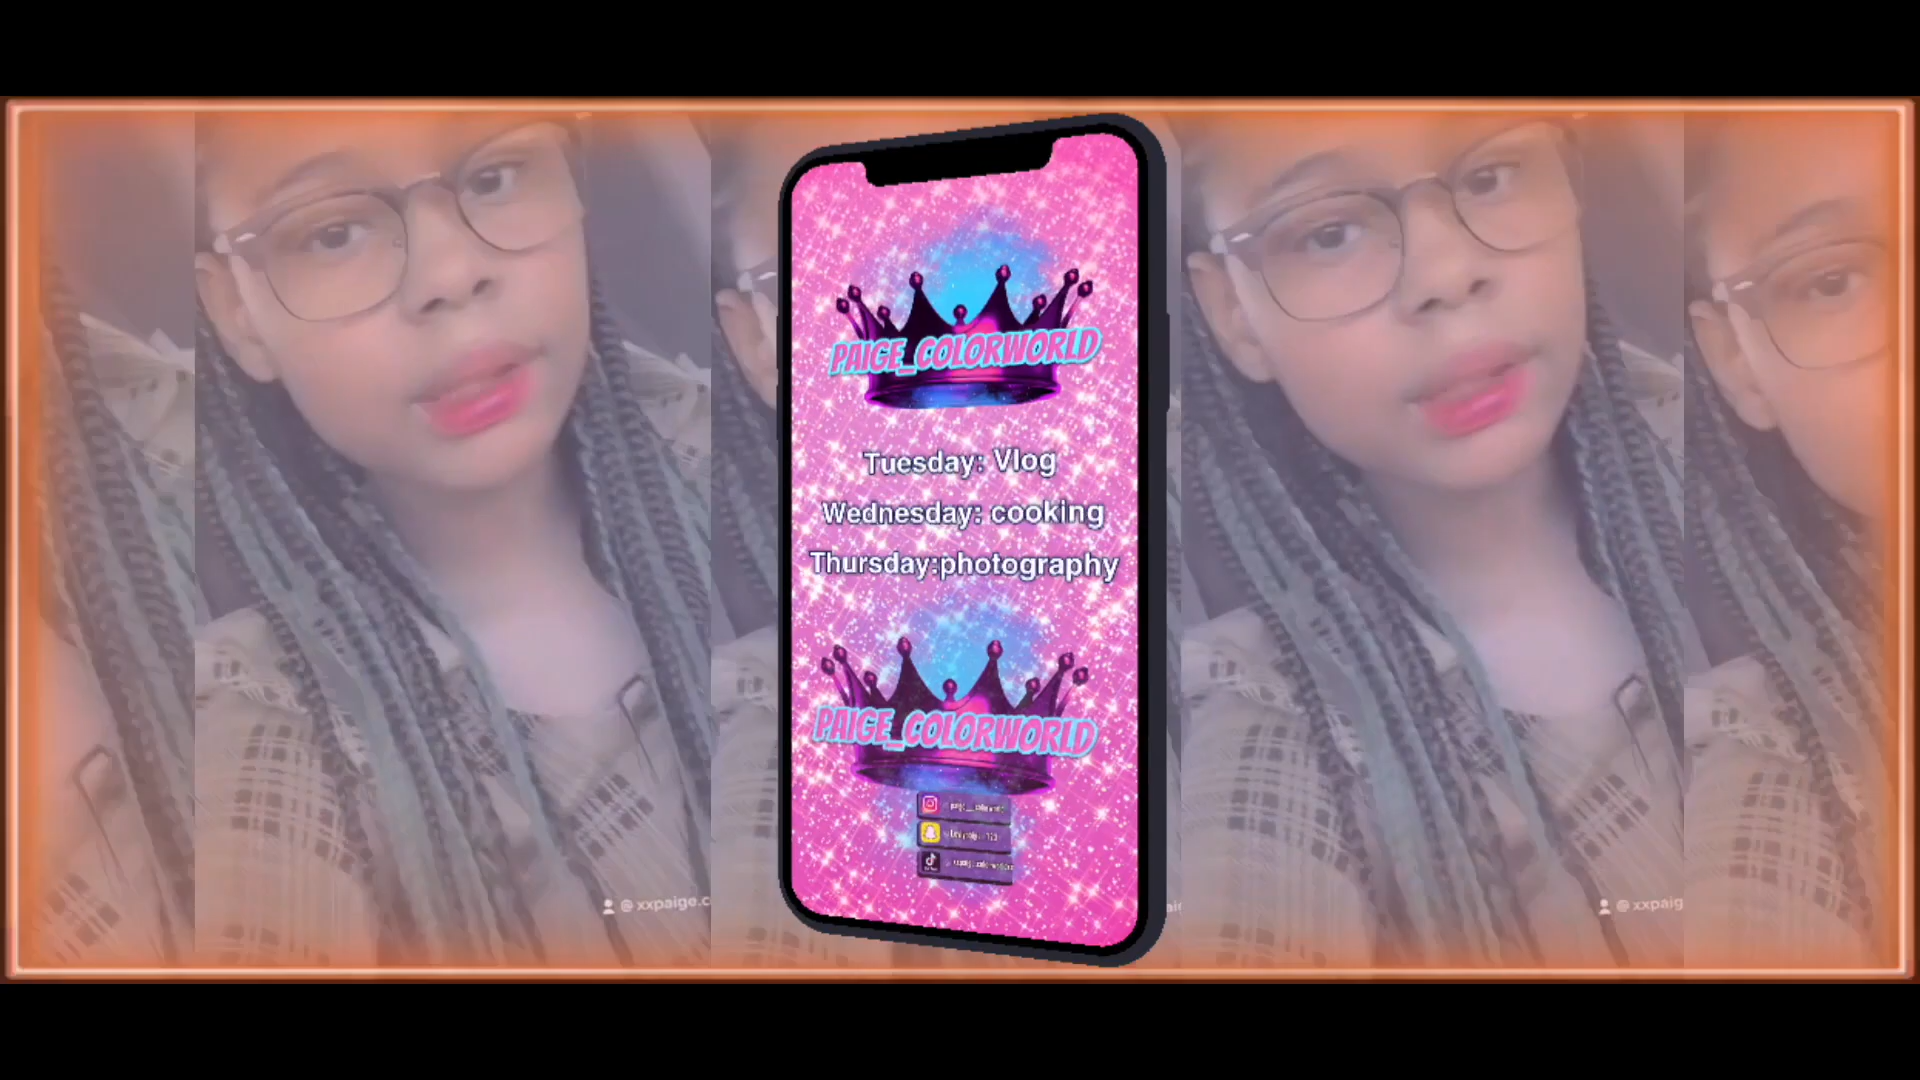 PAIGE_COLORWORLD
Tuesday: Vlog
Wednesday: cooking
Thursday:photography
PAIGE_COLORWORLD
@ xxpaige.c
@ xxpaig